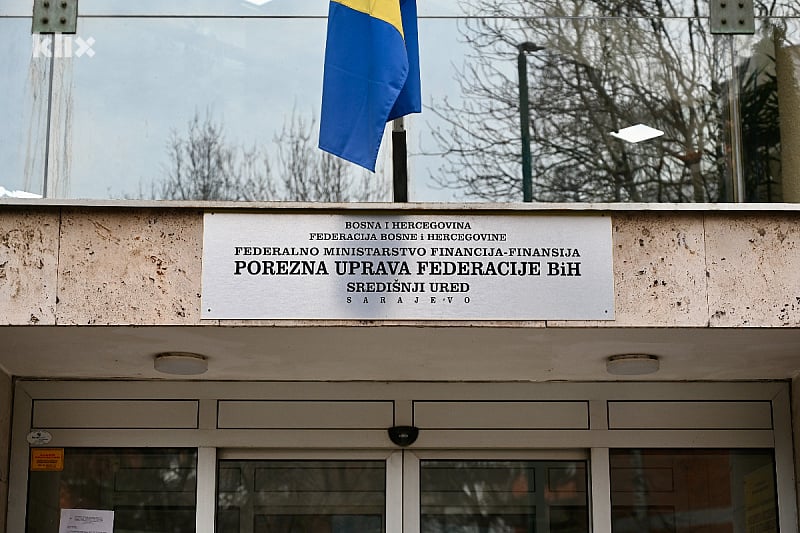 KLIX
BOSNA I HERCEGOVINA
FEDERACIJA BOSNE i HERCEGOVINE
FEDERALNO MINISTARSTVO FINANCIJA-FINANSIJA
POREZNA UPRAVA FEDERACIJE BiH
SREDIŠNJI URED
SARAJEVO